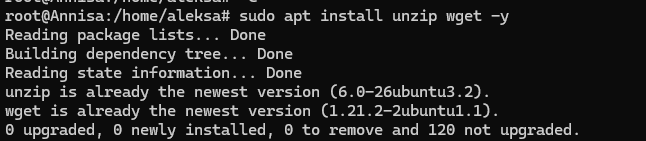 root@Annisa:/home/aleksa# sudo apt install unzip wget -y
Reading package lists... Done
Building dependency tree... Done
Reading state information... Done
unzip is already the newest version (6.0-26ubuntu3.2).
wget is already the newest version (1.21.2-2ubuntu1.1).
0 upgraded, 0 newly installed, 0 to remove and 120 not upgraded.